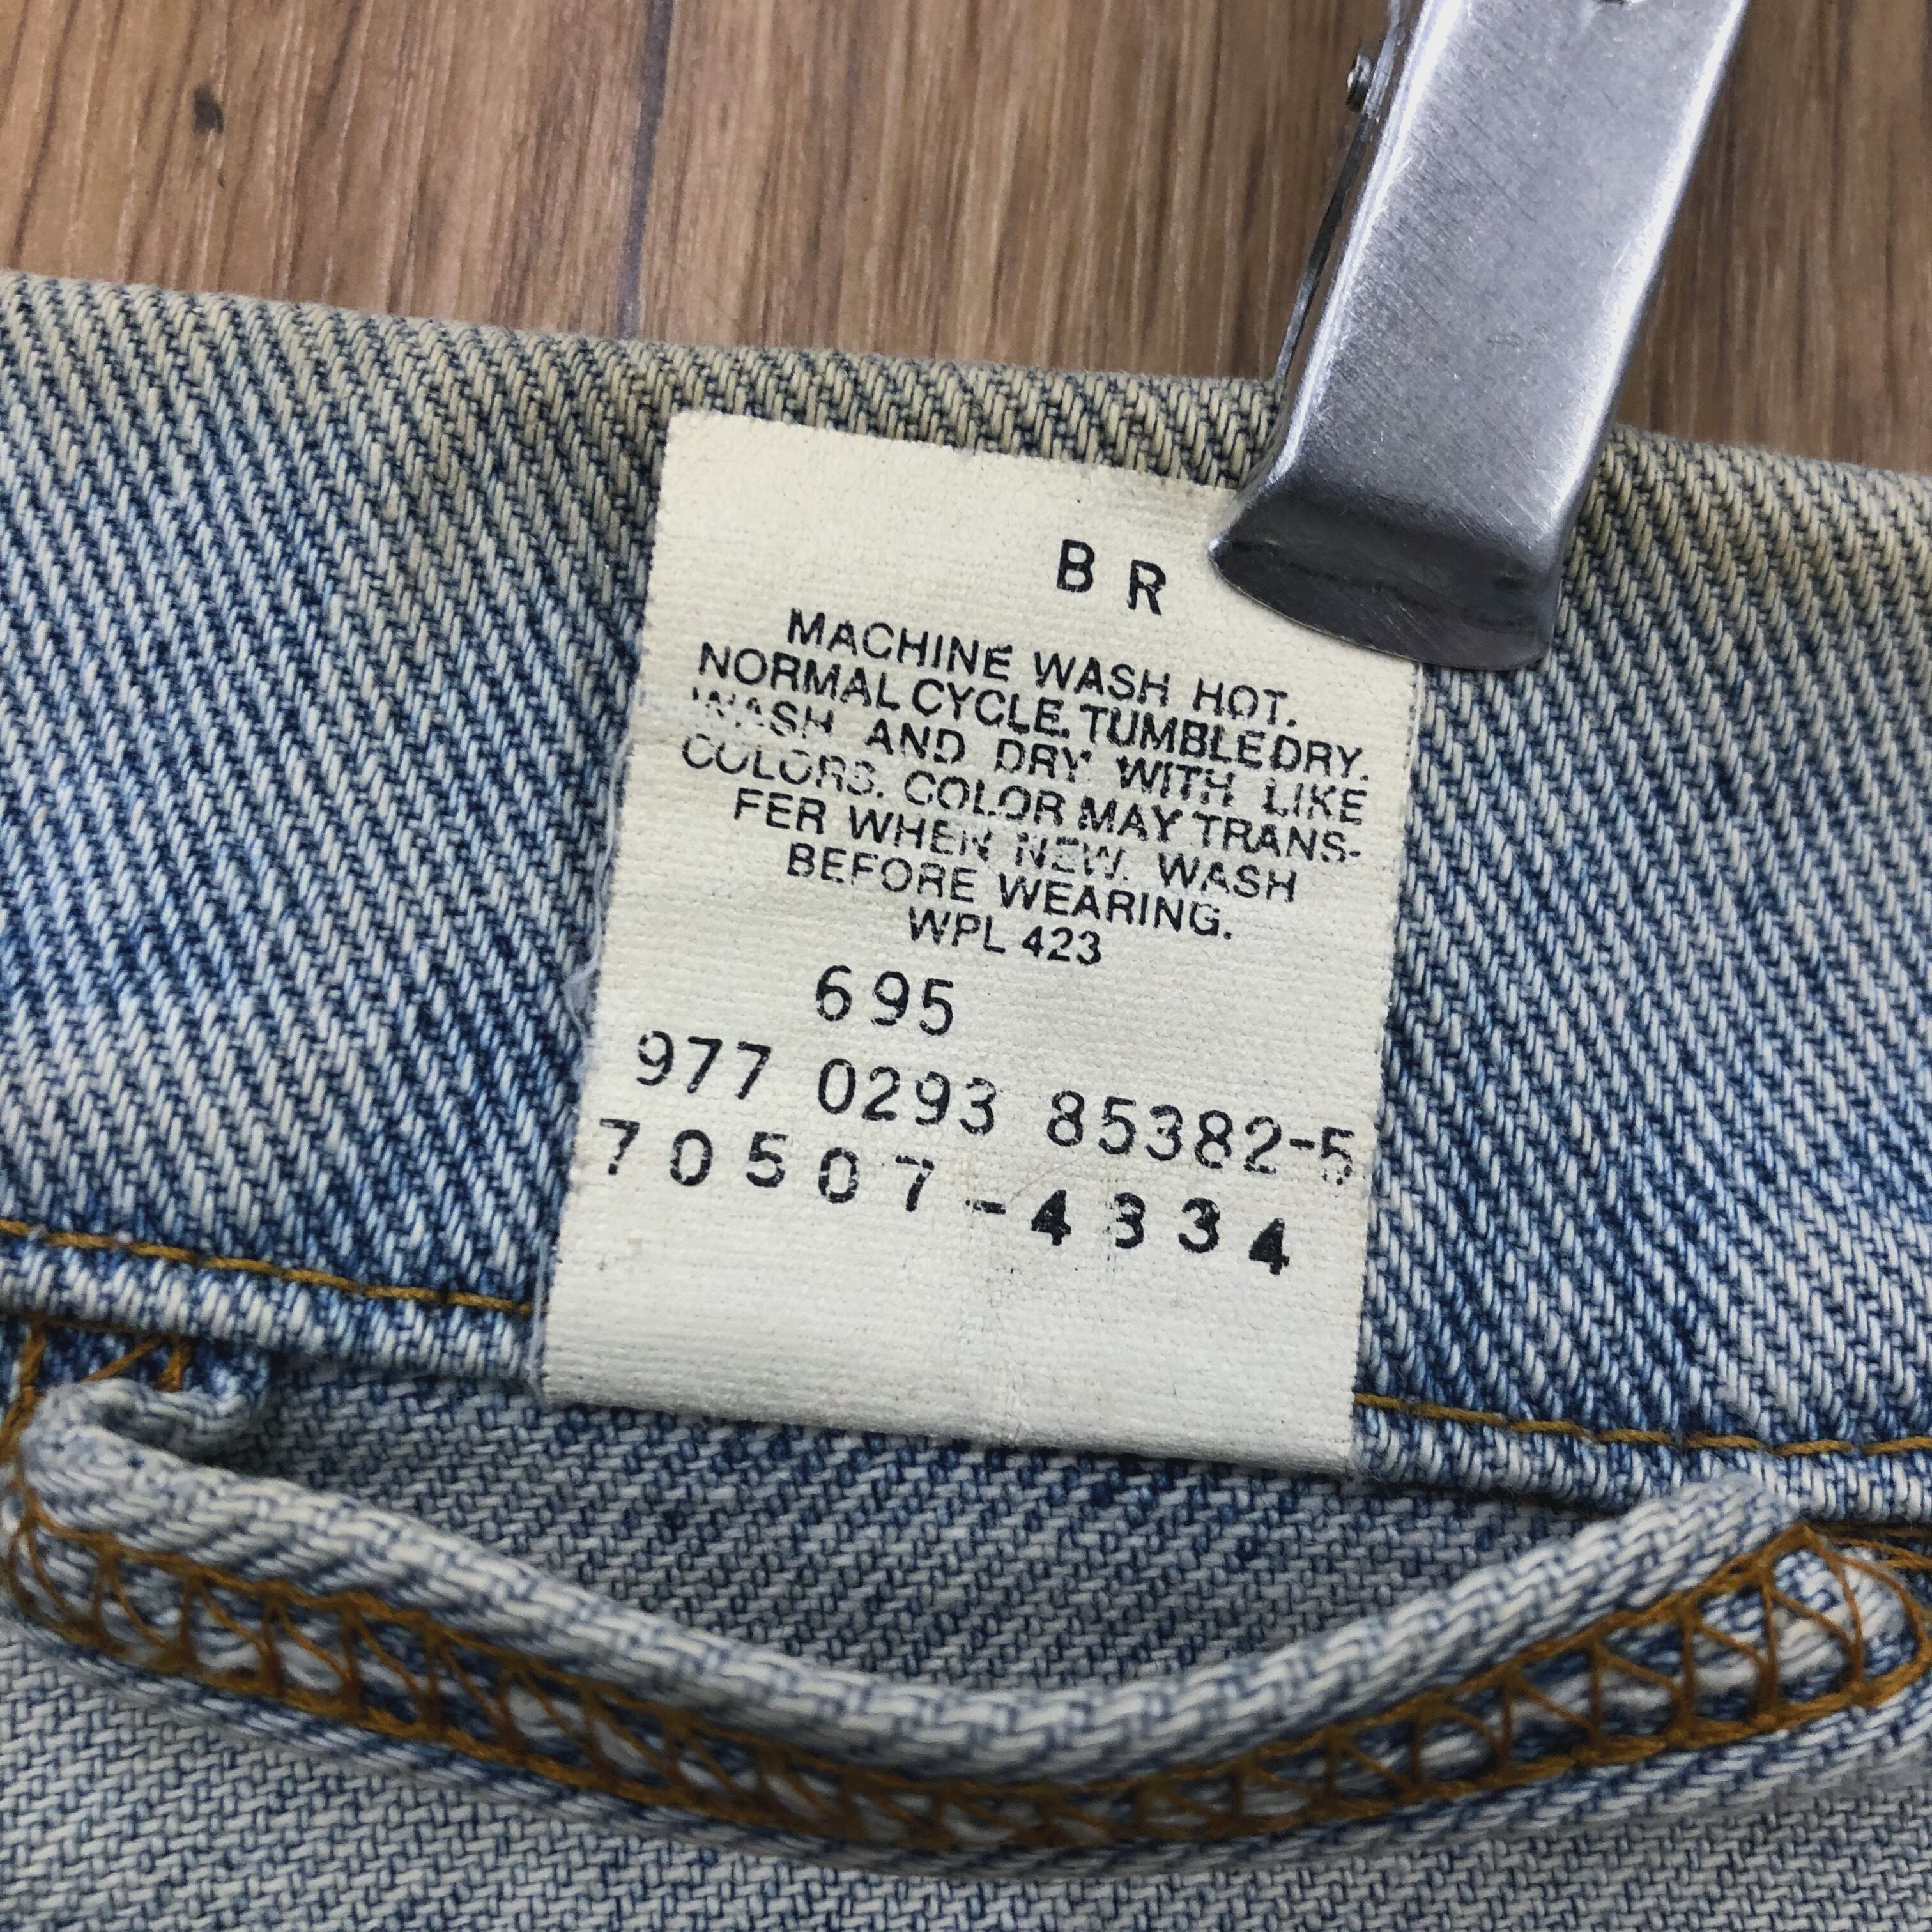 BR
MACHINE WASH HOT.
NORMAL CYCLE. TUMBLE DRY.
WASH AND DRY WITH LIKE
COLORS. COLOR MAY TRANS-
FER WHEN NEW. WASH
BEFORE WEARING.
WPL 423
695
977 0293 85382-5
70507-4334